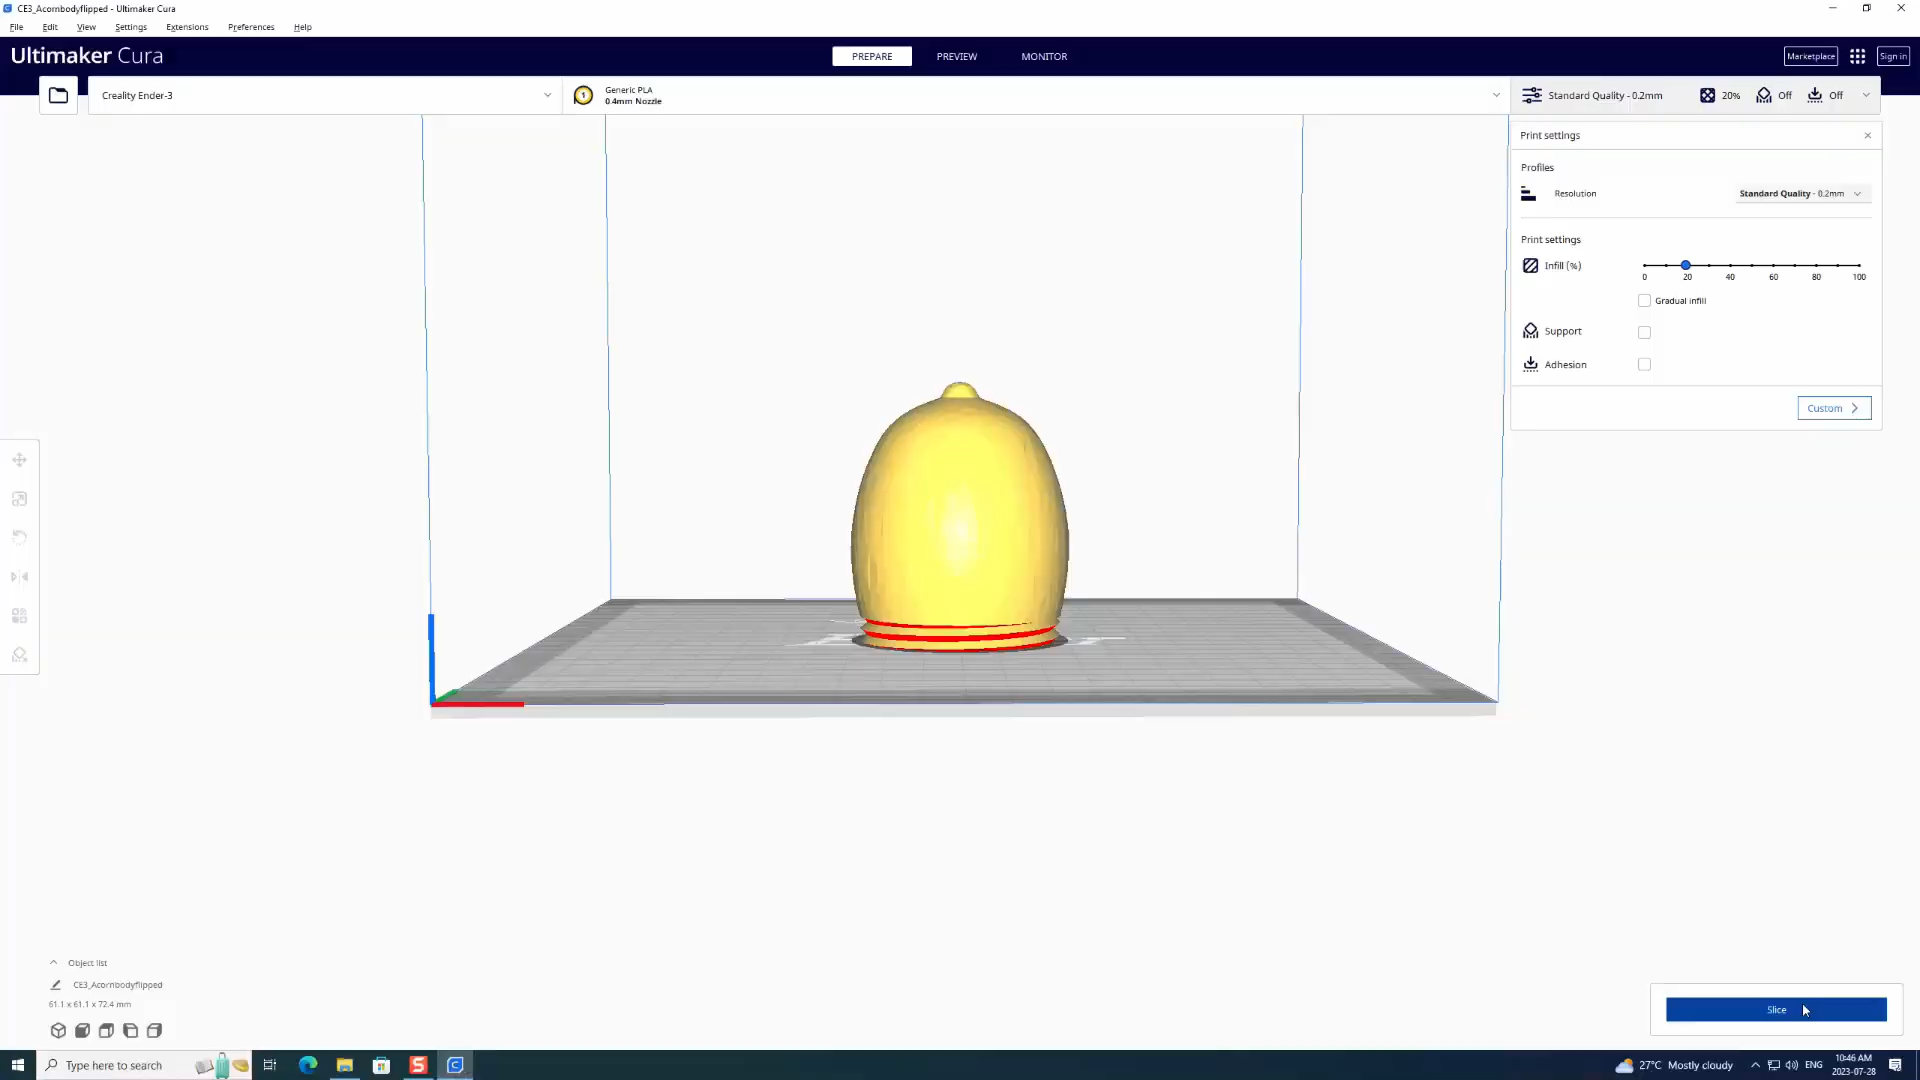 CE3_Acornbodyflipped - Ultimaker Cura
File Edit View Settings Extensions Preferences Help
Ultimaker Cura
PREPARE PREVIEW MONITOR
Marketplace Sign in
Creality Ender-3
1
Generic PLA
0.4mm Nozzle
Standard Quality - 0.2mm 20% Off Off
Print settings
Profiles
Resolution Standard Quality - 0.2mm
Print settings
Infill (%)
0 20 40 60 80 100
Gradual infill
Support
Adhesion
Custom
Object list
CE3_Acornbodyflipped
61.1 x 61.1 x 72.4 mm
Slice
Type here to search
27°C Mostly cloudy
ENG
10:46 AM
2023-07-28